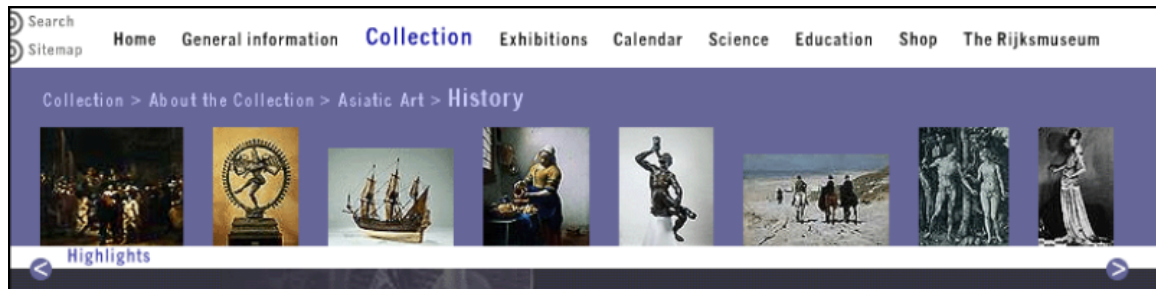 Search
Sitemap
Home General information Collection Exhibitions Calendar Science Education Shop The Rijksmuseum
Collection > About the Collection > Asiatic Art > History
Highlights
< >